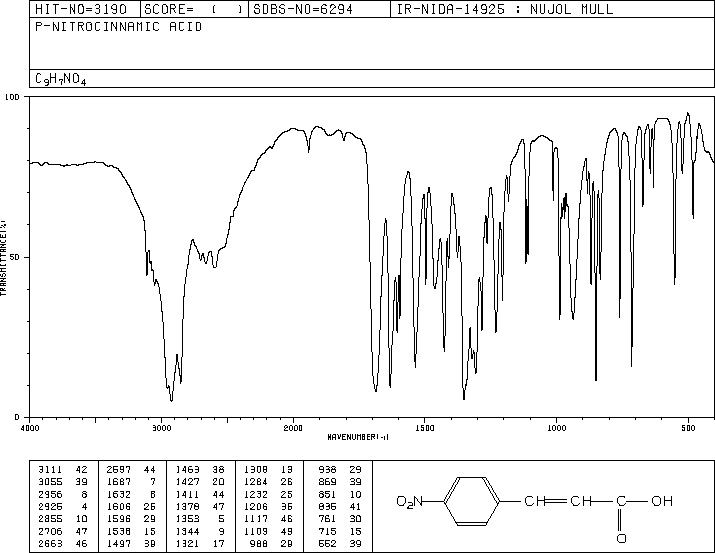 HIT-NO=3190 SCORE= ( ) SDBS-NO=6294 IR-NIDA-14925 : NUJOL MULL
P-NITROCINNAMIC ACID
C9H7NO4
100
50
0
TRANSMITTANCE(%)
4000 3000 2000 1500 1000 500
WAVENUMBER(-1)
3111 42 2597 44 1463 38 1308 13 938 29
3055 39 1687 7 1427 20 1284 26 869 39
2956 8 1632 8 1411 44 1232 25 851 10
2925 4 1606 26 1378 47 1206 36 835 41
2855 10 1596 29 1353 5 1117 46 761 30
2706 47 1538 15 1344 9 1109 49 715 15
2663 46 1497 39 1321 17 988 29 552 39
O2N CH CH C OH
O